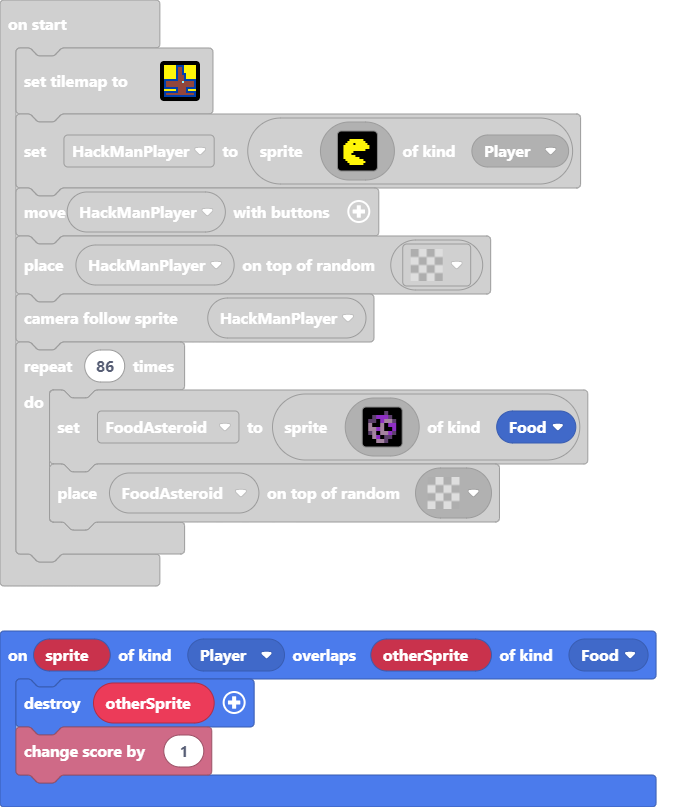 on start
set tilemap to
set HackManPlayer to sprite of kind Player
move HackManPlayer with buttons
place HackManPlayer on top of random
camera follow sprite HackManPlayer
repeat 86 times
do
set FoodAsteroid to sprite of kind Food
place FoodAsteroid on top of random
on sprite of kind Player overlaps otherSprite of kind Food
destroy otherSprite
change score by 1